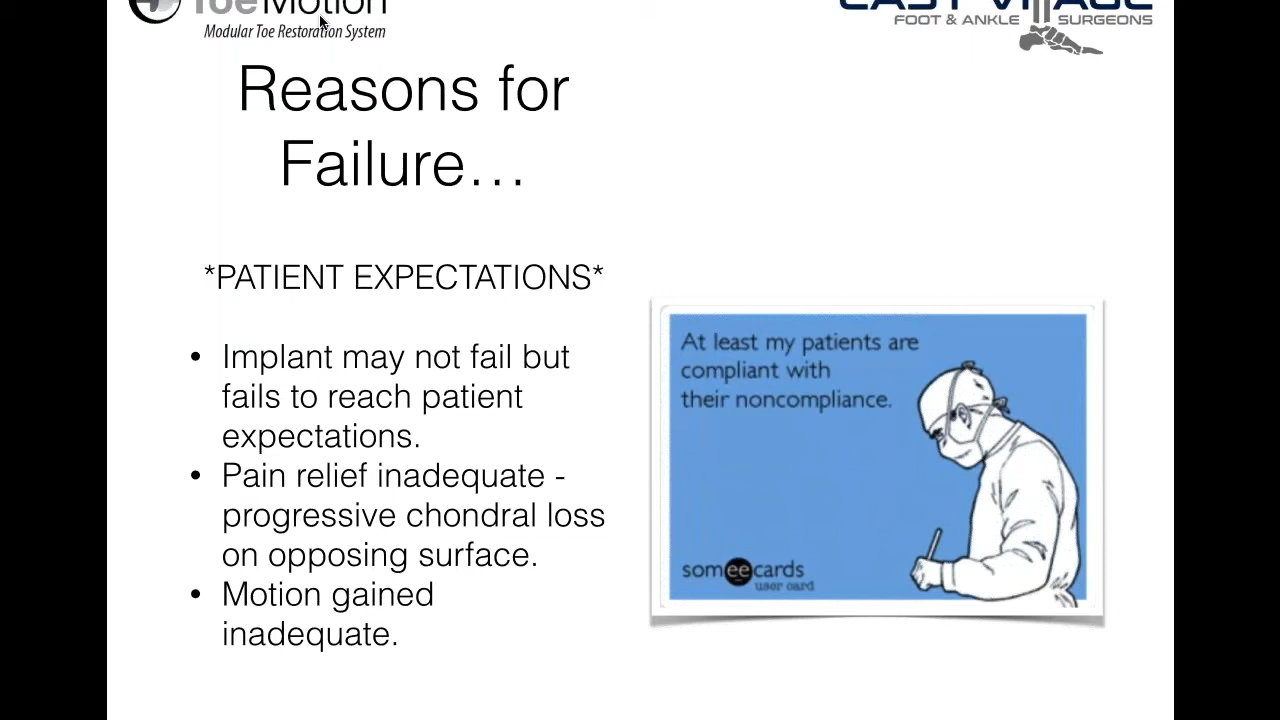 ToeMotion
Modular Toe Restoration System
EAST VILLAGE
FOOT & ANKLE SURGEONS
Reasons for
Failure…
*PATIENT EXPECTATIONS*
• Implant may not fail but
fails to reach patient
expectations.
• Pain relief inadequate -
progressive chondral loss
on opposing surface.
• Motion gained
inadequate.
At least my patients are
compliant with
their noncompliance.
someecards
user card